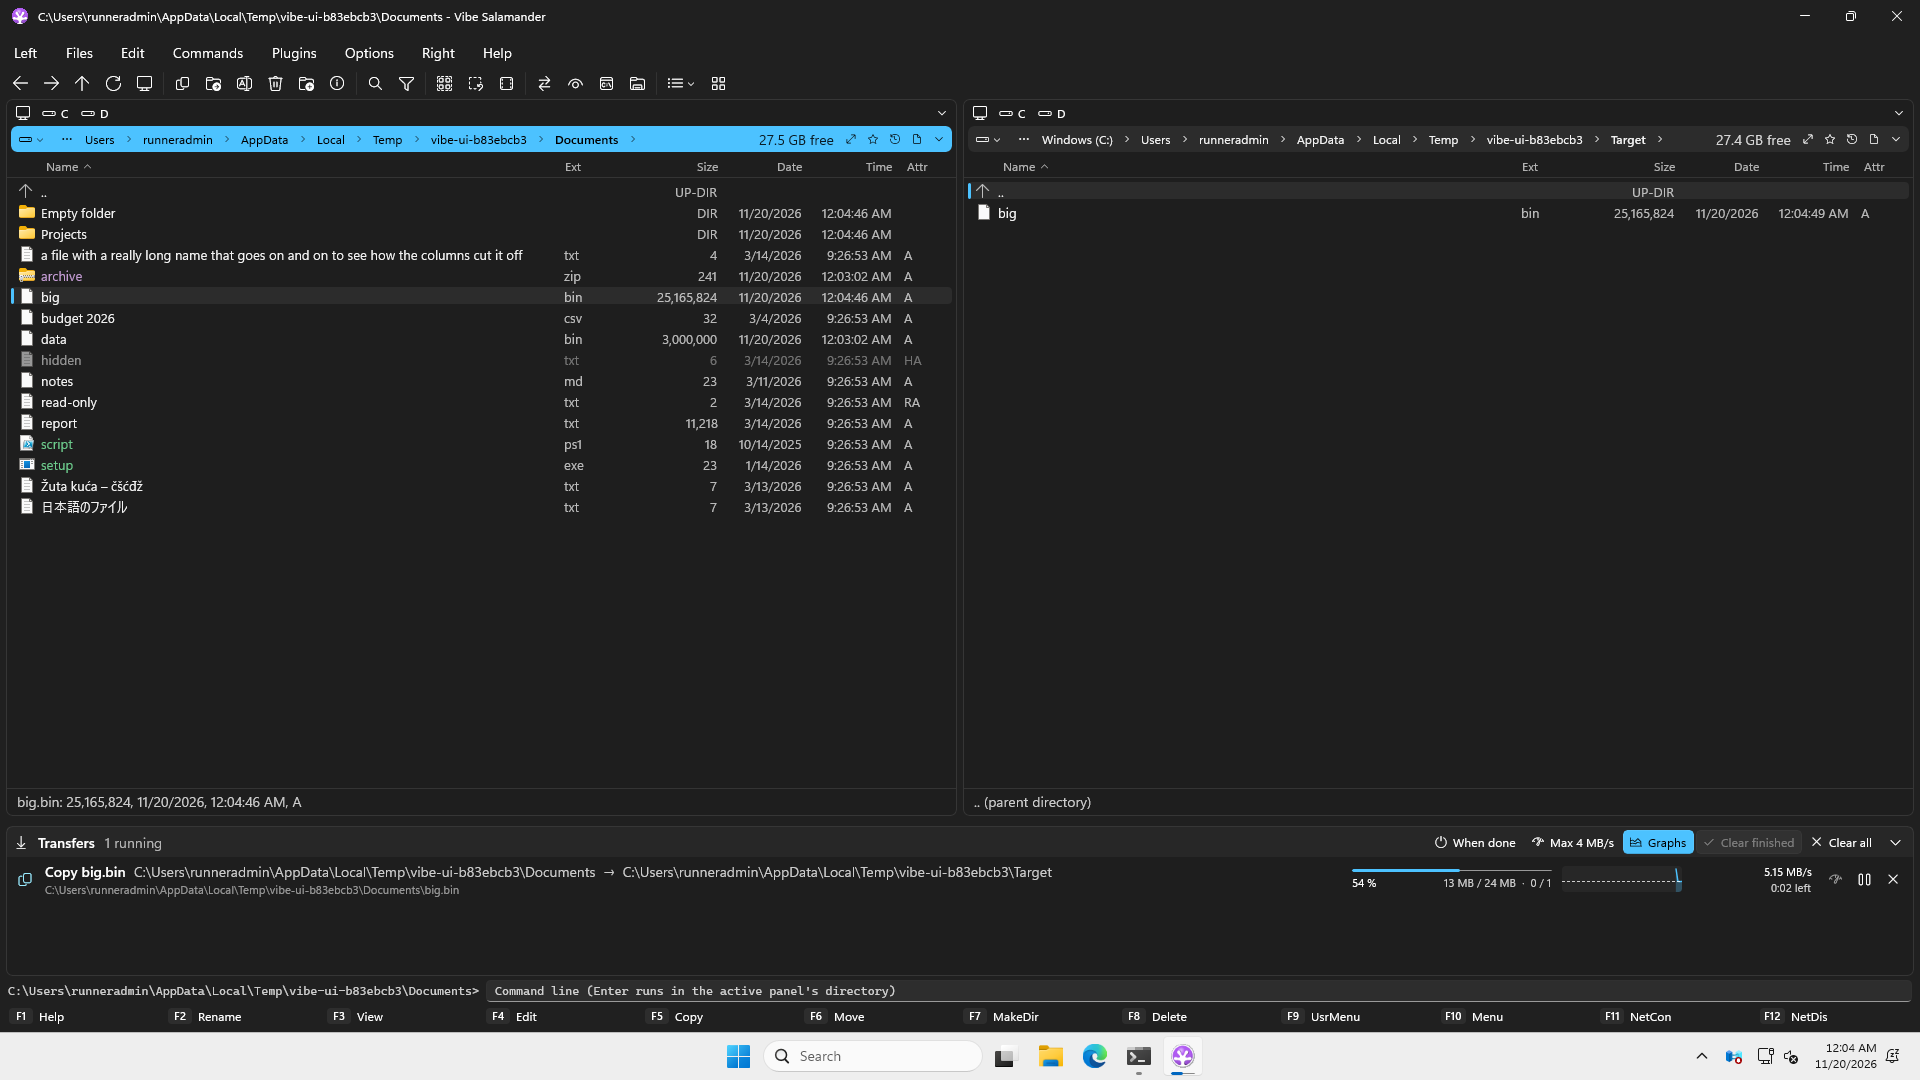 C:\Users\runneradmin\AppData\Local\Temp\vibe-ui-b83ebcb3\Documents - Vibe Salamander
Left Files Edit Commands Plugins Options Right Help
C D
Users runneradmin AppData Local Temp vibe-ui-b83ebcb3 Documents 27.5 GB free
Name Ext Size Date Time Attr
.. UP-DIR
Empty folder DIR 11/20/2026 12:04:46 AM
Projects DIR 11/20/2026 12:04:46 AM
a file with a really long name that goes on and on to see how the columns cut it off txt 4 3/14/2026 9:26:53 AM A
archive zip 241 11/20/2026 12:03:02 AM A
big bin 25,165,824 11/20/2026 12:04:46 AM A
budget 2026 csv 32 3/4/2026 9:26:53 AM A
data bin 3,000,000 11/20/2026 12:03:02 AM A
hidden txt 6 3/14/2026 9:26:53 AM HA
notes md 23 3/11/2026 9:26:53 AM A
read-only txt 2 3/14/2026 9:26:53 AM RA
report txt 11,218 3/14/2026 9:26:53 AM A
script ps1 18 10/14/2025 9:26:53 AM A
setup exe 23 1/14/2026 9:26:53 AM A
Žuta kuća – čšćđž txt 7 3/13/2026 9:26:53 AM A
日本語のファイル txt 7 3/13/2026 9:26:53 AM A
big.bin: 25,165,824, 11/20/2026, 12:04:46 AM, A
C D
Windows (C:) Users runneradmin AppData Local Temp vibe-ui-b83ebcb3 Target 27.4 GB free
Name Ext Size Date Time Attr
.. UP-DIR
big bin 25,165,824 11/20/2026 12:04:49 AM A
.. (parent directory)
Transfers 1 running When done Max 4 MB/s Graphs Clear finished Clear all
Copy big.bin C:\Users\runneradmin\AppData\Local\Temp\vibe-ui-b83ebcb3\Documents → C:\Users\runneradmin\AppData\Local\Temp\vibe-ui-b83ebcb3\Target
C:\Users\runneradmin\AppData\Local\Temp\vibe-ui-b83ebcb3\Documents\big.bin
54 % 13 MB / 24 MB · 0 / 1
5.15 MB/s
0:02 left
C:\Users\runneradmin\AppData\Local\Temp\vibe-ui-b83ebcb3\Documents> Command line (Enter runs in the active panel's directory)
F1 Help F2 Rename F3 View F4 Edit F5 Copy F6 Move F7 MakeDir F8 Delete F9 UsrMenu F10 Menu F11 NetCon F12 NetDis
Search
12:04 AM
11/20/2026